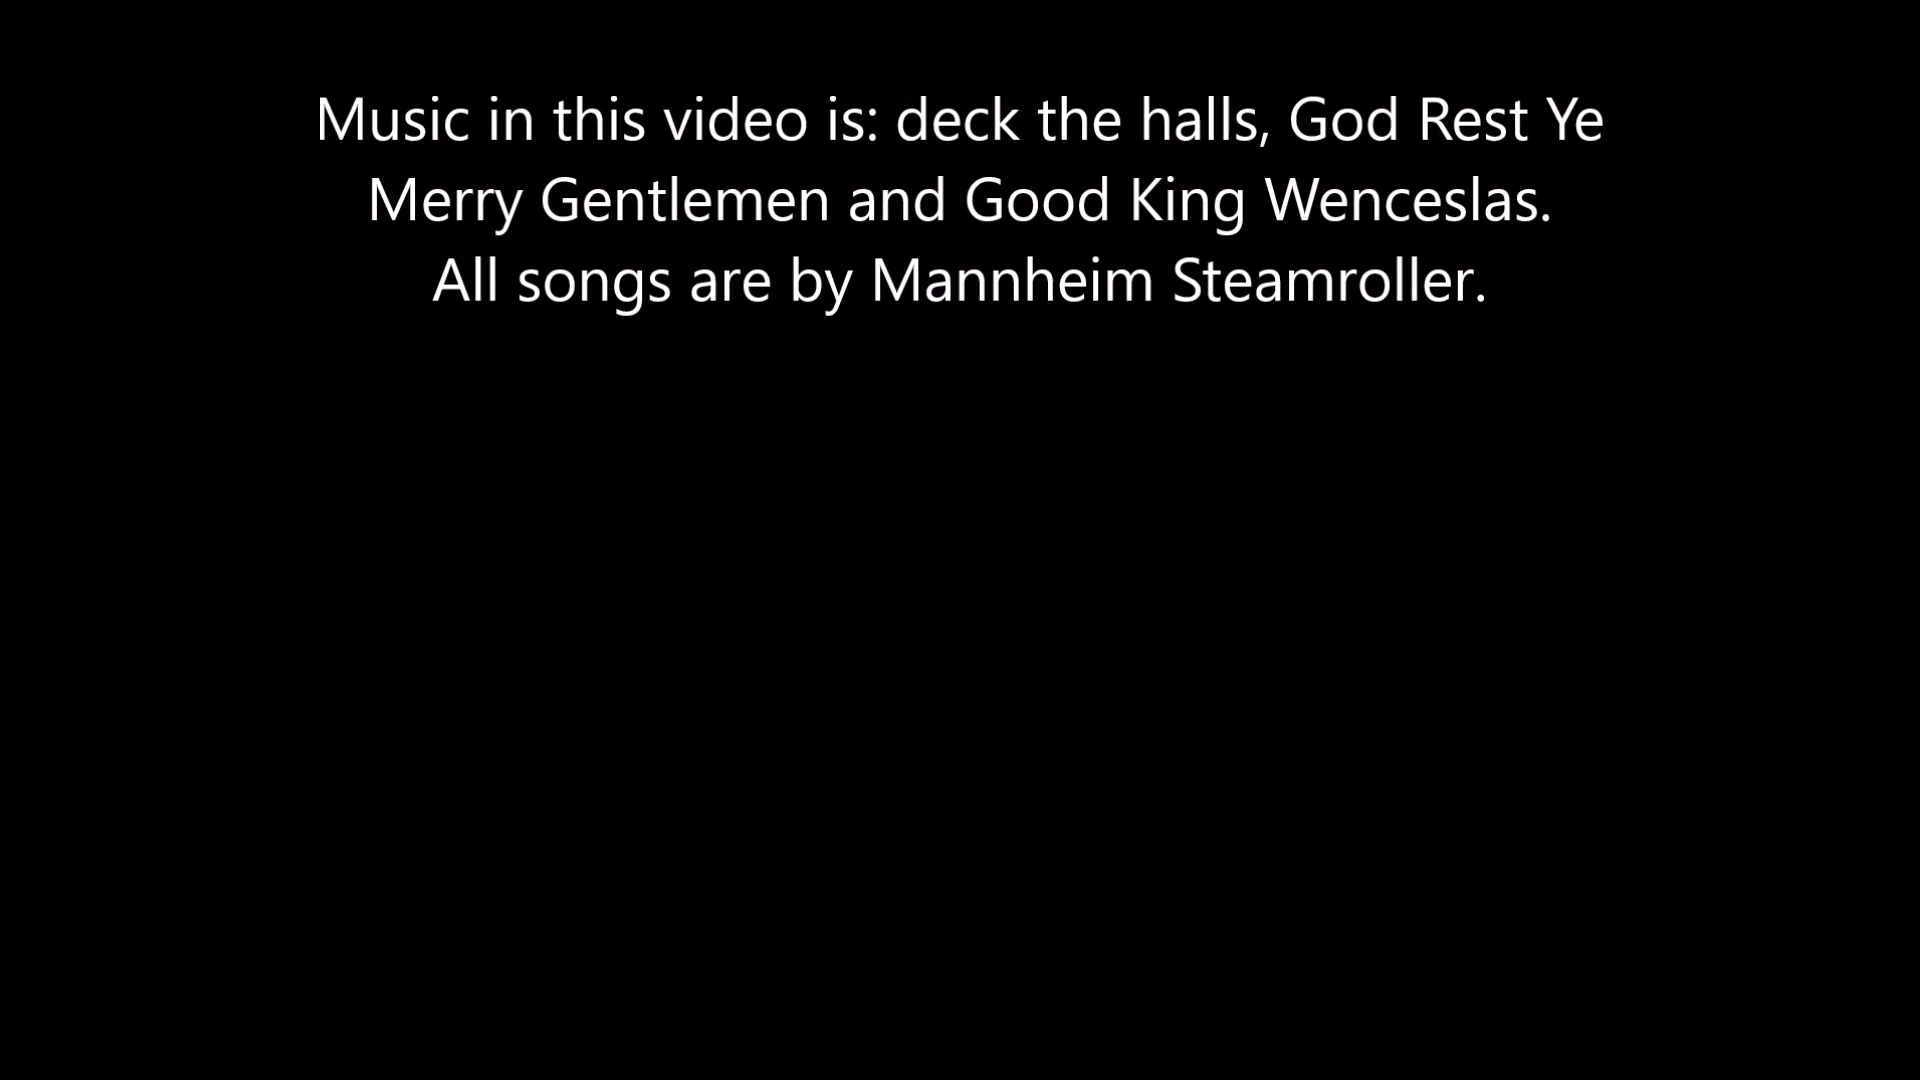 Music in this video is: deck the halls, God Rest Ye
Merry Gentlemen and Good King Wenceslas.
All songs are by Mannheim Steamroller.